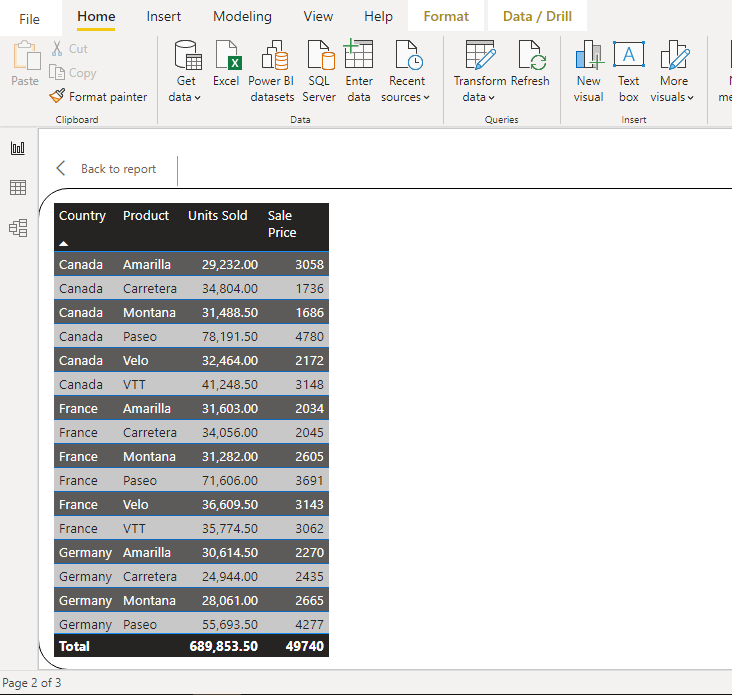 File Home Insert Modeling View Help Format Data / Drill
Paste Cut
Copy
Format painter
Clipboard
Get data
Excel
Power BI datasets
SQL Server
Enter data
Recent sources
Data
Transform data
Refresh
Queries
New visual
Text box
More visuals
Insert
Back to report
Country Product Units Sold Sale Price
Canada Amarilla 29,232.00 3058
Canada Carretera 34,804.00 1736
Canada Montana 31,488.50 1686
Canada Paseo 78,191.50 4780
Canada Velo 32,464.00 2172
Canada VTT 41,248.50 3148
France Amarilla 31,603.00 2034
France Carretera 34,056.00 2045
France Montana 31,282.00 2605
France Paseo 71,606.00 3691
France Velo 36,609.50 3143
France VTT 35,774.50 3062
Germany Amarilla 30,614.50 2270
Germany Carretera 24,944.00 2435
Germany Montana 28,061.00 2665
Germany Paseo 55,693.50 4277
Total 689,853.50 49740
Page 2 of 3